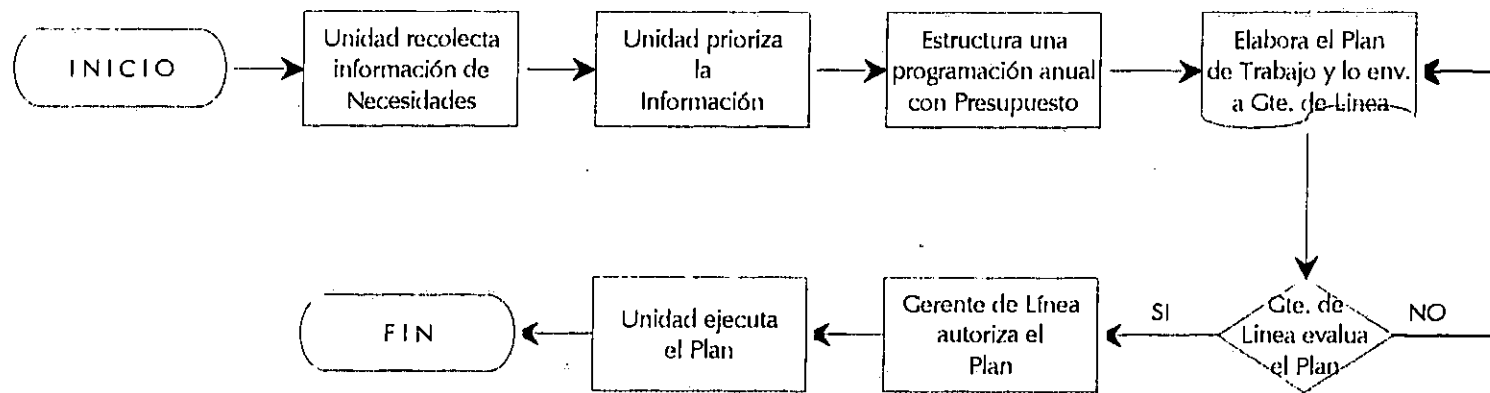 INICIO
Unidad recolecta
información de
Necesidades
Unidad prioriza
la
Información
Estructura una
programación anual
con Presupuesto
Elabora el Plan
de Trabajo y lo env.
a Gte. de Linea
Gte. de
Línea evalua
el Plan
NO
SI
Gerente de Línea
autoriza el
Plan
Unidad ejecuta
el Plan
FIN